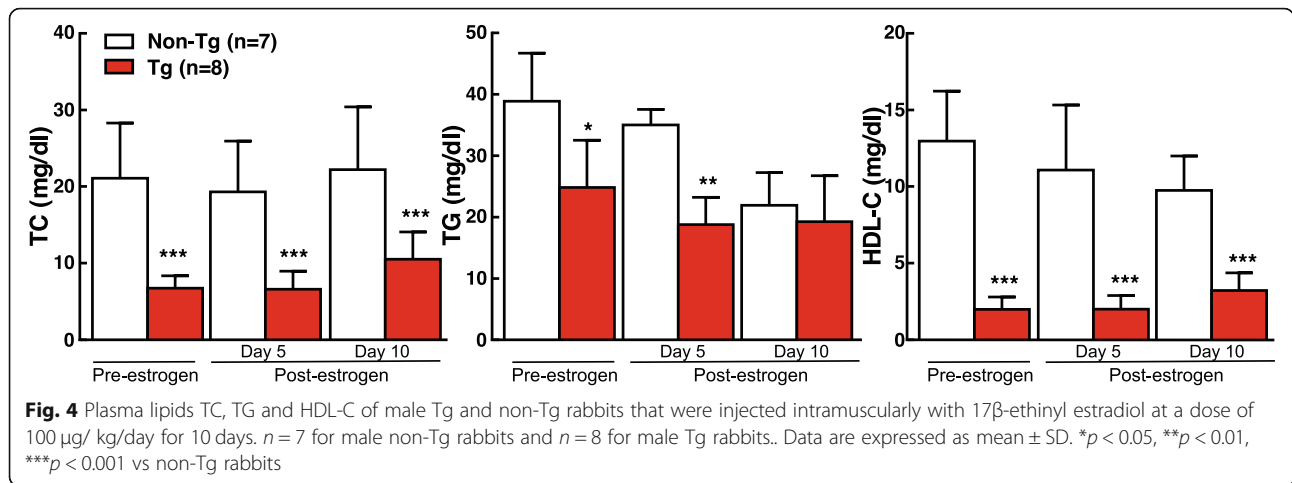 TC (mg/dl)
40
30
20
10
0
Non-Tg (n=7)
Tg (n=8)
***
***
***
Day 5
Day 10
Pre-estrogen
Post-estrogen
TG (mg/dl)
50
40
30
20
10
0
*
**
Day 5
Day 10
Pre-estrogen
Post-estrogen
HDL-C (mg/dl)
20
15
10
5
0
***
***
***
Day 5
Day 10
Pre-estrogen
Post-estrogen
Fig. 4 Plasma lipids TC, TG and HDL-C of male Tg and non-Tg rabbits that were injected intramuscularly with 17β-ethinyl estradiol at a dose of
100 μg/ kg/day for 10 days. n = 7 for male non-Tg rabbits and n = 8 for male Tg rabbits.. Data are expressed as mean ± SD. *p < 0.05, **p < 0.01,
***p < 0.001 vs non-Tg rabbits